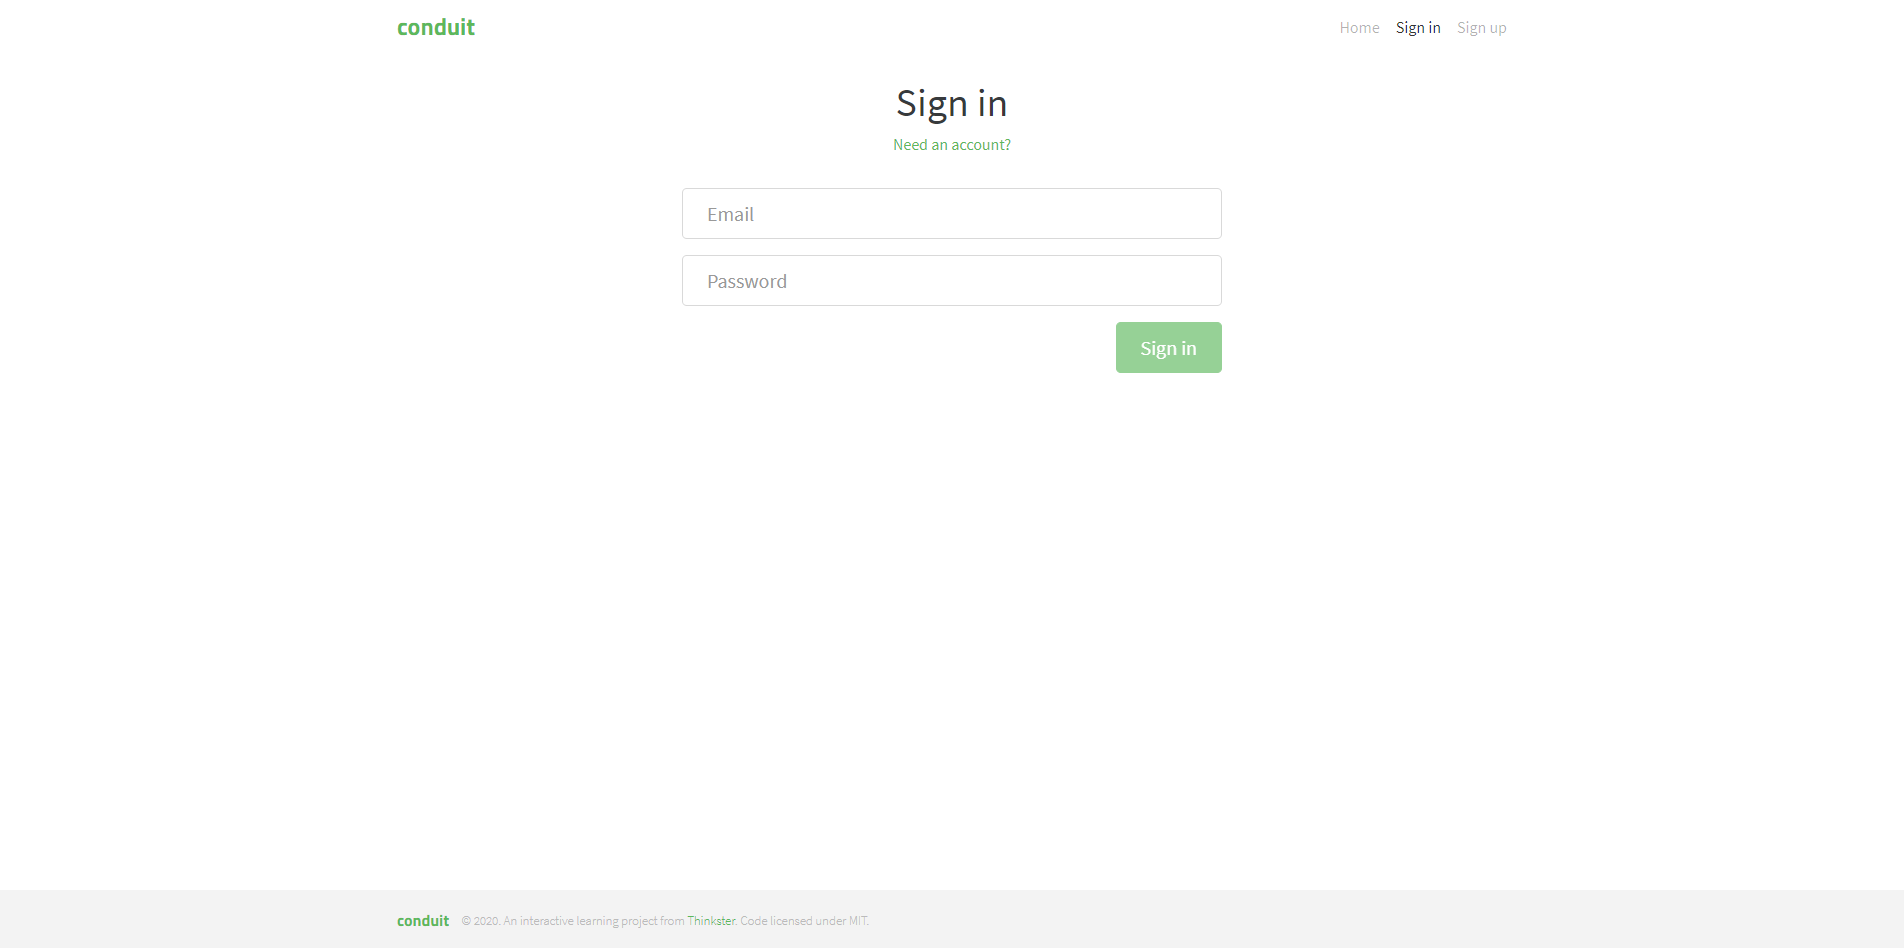 conduit
Home Sign in Sign up
Sign in
Need an account?
Email
Password
Sign in
conduit © 2020. An interactive learning project from Thinkster. Code licensed under MIT.